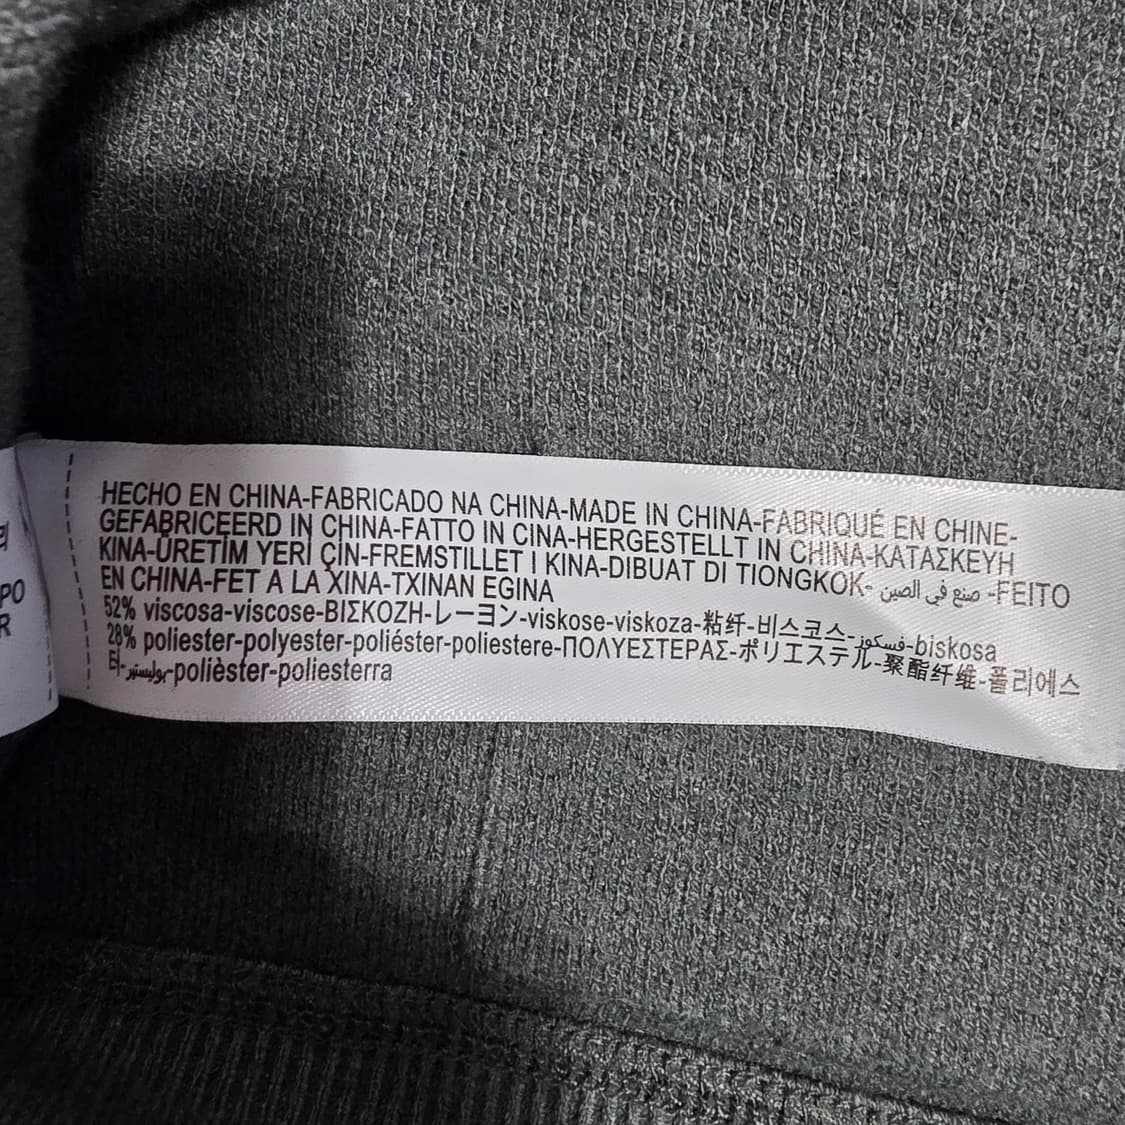 HECHO EN CHINA-FABRICADO NA CHINA-MADE IN CHINA-FABRIQUÉ EN CHINE-
GEFABRICEERD IN CHINA-FATTO IN CINA-HERGESTELLT IN CHINA-ΚΑΤΑΣΚΕΥΗ
ΚΙΝΑ-ÜRETİM YERİ ÇİN-FREMSTILLET I KINA-DIBUAT DI TIONGKOK- صنع في الصين -FEITO
EN CHINA-FET A LA XINA-TXINAN EGINA
52% viscosa-viscose-ΒΙΣΚΟΖΗ-レーヨン-viskose-viskoza-粘纤-비스코스-فسكوز-biskosa
28% poliester-polyester-poliéster-poliestere-ΠΟΛΥΕΣΤΕΡΑΣ-ポリエステル-聚酯纤维-폴리에스
터-بوليستير-polièster-poliesterra
PO
R